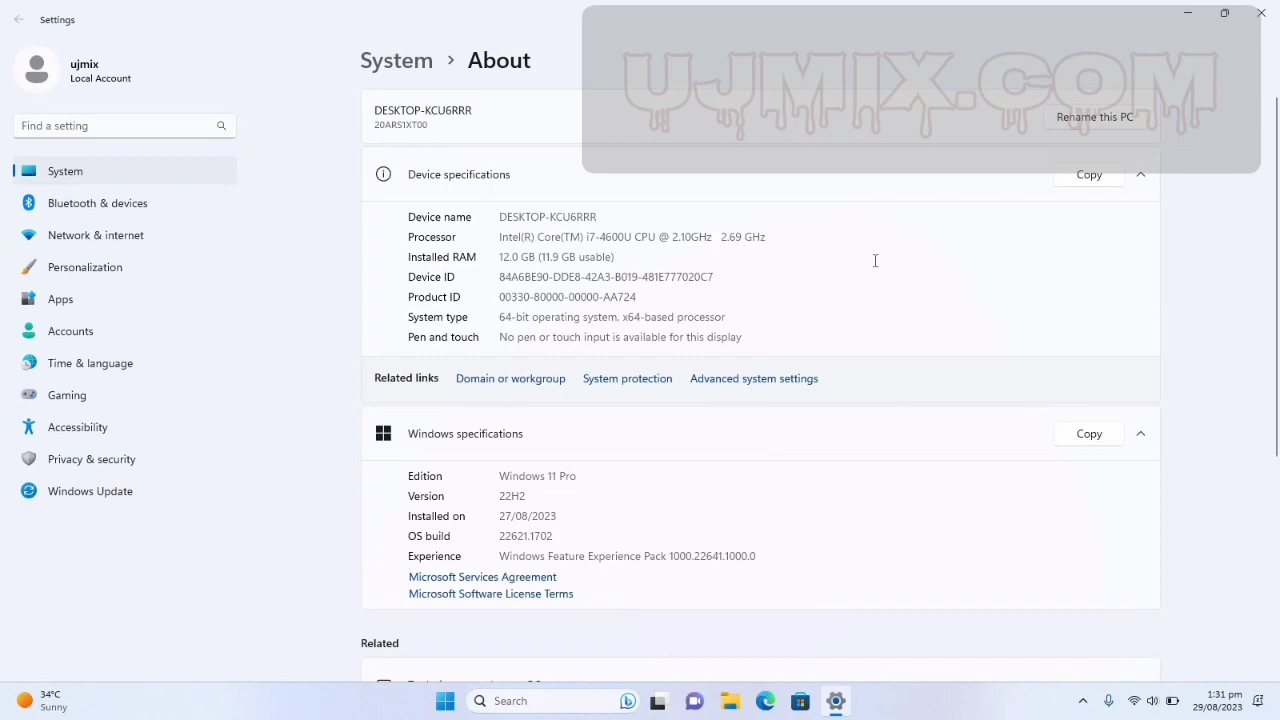 Settings
UJMIX.COM
ujmix
Local Account
Find a setting
System
Bluetooth & devices
Network & internet
Personalization
Apps
Accounts
Time & language
Gaming
Accessibility
Privacy & security
Windows Update
System > About
DESKTOP-KCU6RRR
20ARS1XT00
Rename this PC
Device specifications
Copy
Device name DESKTOP-KCU6RRR
Processor Intel(R) Core(TM) i7-4600U CPU @ 2.10GHz 2.69 GHz
Installed RAM 12.0 GB (11.9 GB usable)
Device ID 84A6BE90-DDE8-42A3-B019-481E777020C7
Product ID 00330-80000-00000-AA724
System type 64-bit operating system, x64-based processor
Pen and touch No pen or touch input is available for this display
Related links Domain or workgroup System protection Advanced system settings
Windows specifications
Copy
Edition Windows 11 Pro
Version 22H2
Installed on 27/08/2023
OS build 22621.1702
Experience Windows Feature Experience Pack 1000.22641.1000.0
Microsoft Services Agreement
Microsoft Software License Terms
Related
34°C
Sunny
Search
1:31 pm
29/08/2023